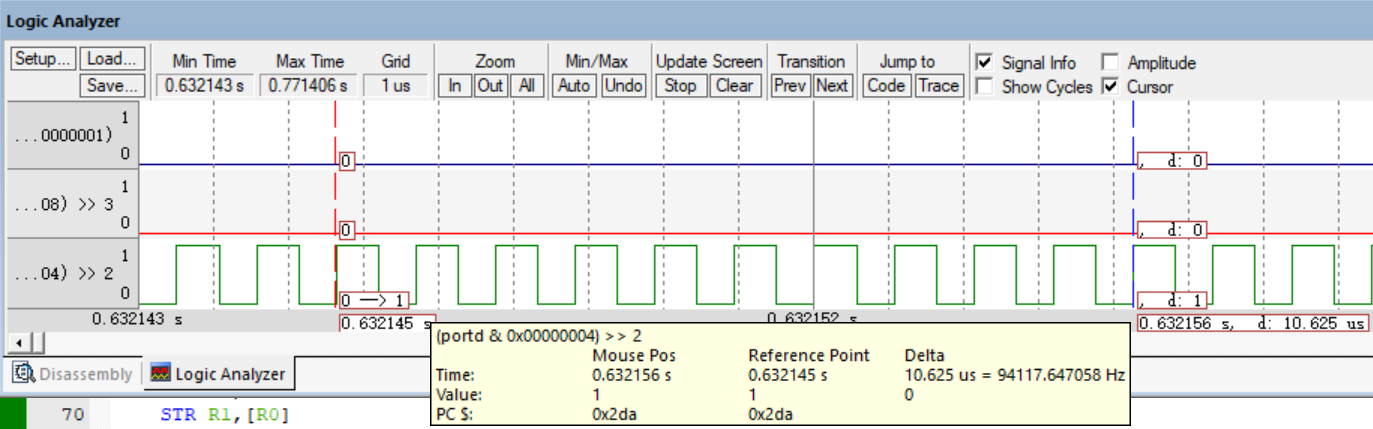 Logic Analyzer
Setup... Load... Min Time Max Time Grid Zoom Min/Max Update Screen Transition Jump to Signal Info Amplitude
Save... 0.632143 s 0.771406 s 1 us In Out All Auto Undo Stop Clear Prev Next Code Trace Show Cycles Cursor
1
...0000001)
0 0 , d: 0
1
...08) >> 3
0 0 , d: 0
1
...04) >> 2
0 0 —> 1 , d: 1
0.632143 s 0.632145 s 0.632152 s 0.632156 s, d: 10.625 us
(portd & 0x00000004) >> 2
Mouse Pos Reference Point Delta
Time: 0.632156 s 0.632145 s 10.625 us = 94117.647058 Hz
Value: 1 1 0
PC $: 0x2da 0x2da
Disassembly Logic Analyzer
70 STR R1,[R0]